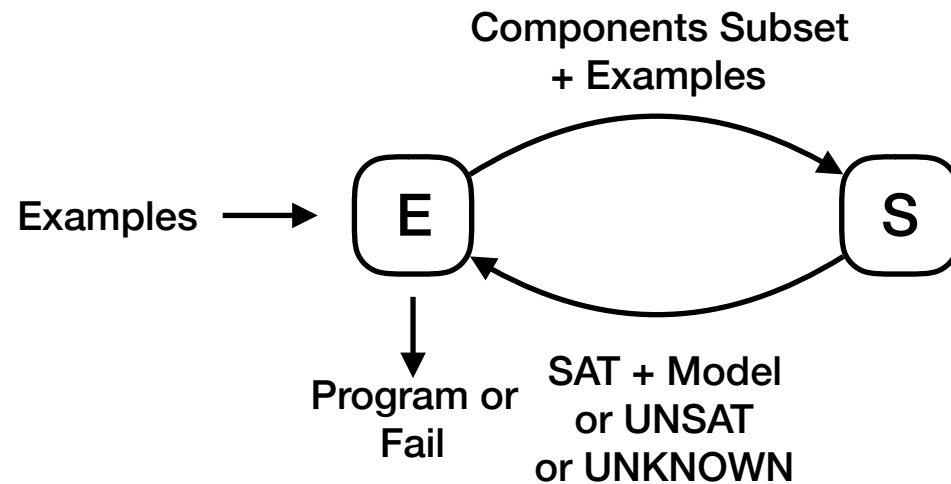 Components Subset
+ Examples
Examples
E
S
Program or
Fail
SAT + Model
or UNSAT
or UNKNOWN